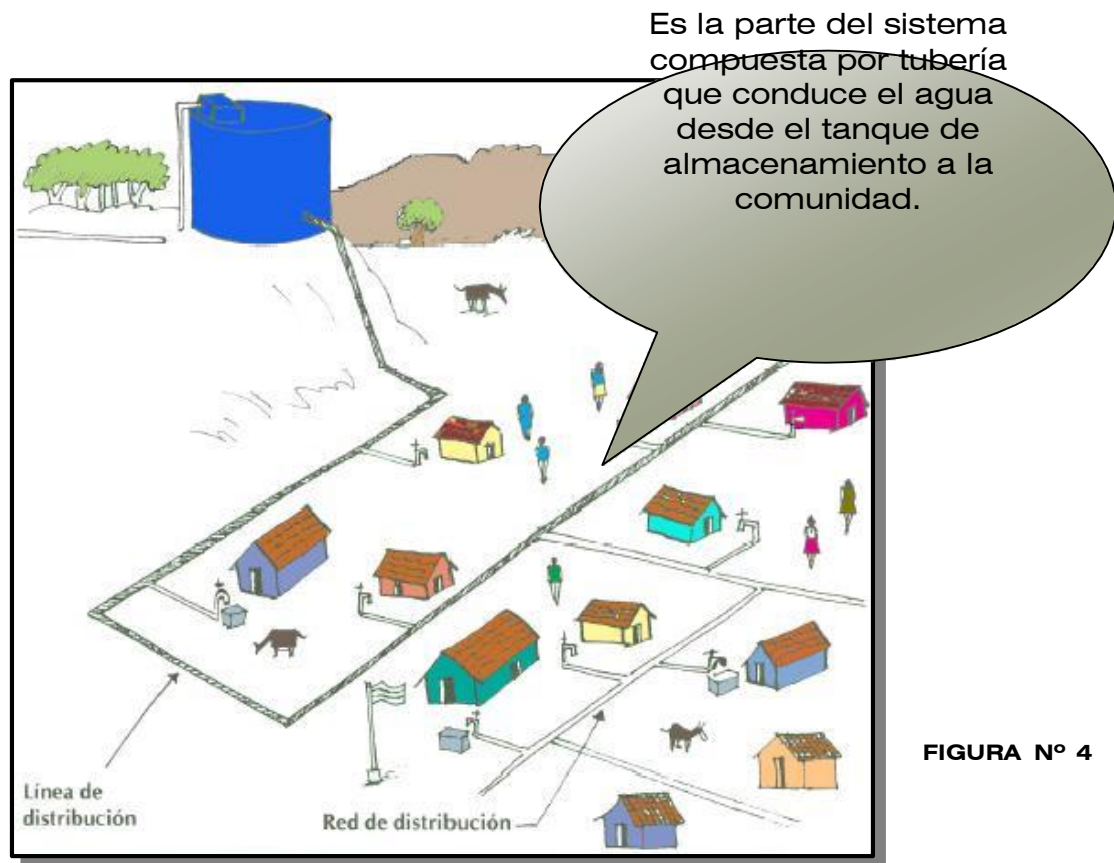 Es la parte del sistema
compuesta por tubería
que conduce el agua
desde el tanque de
almacenamiento a la
comunidad.
FIGURA Nº 4
Línea de
distribución
Red de distribución